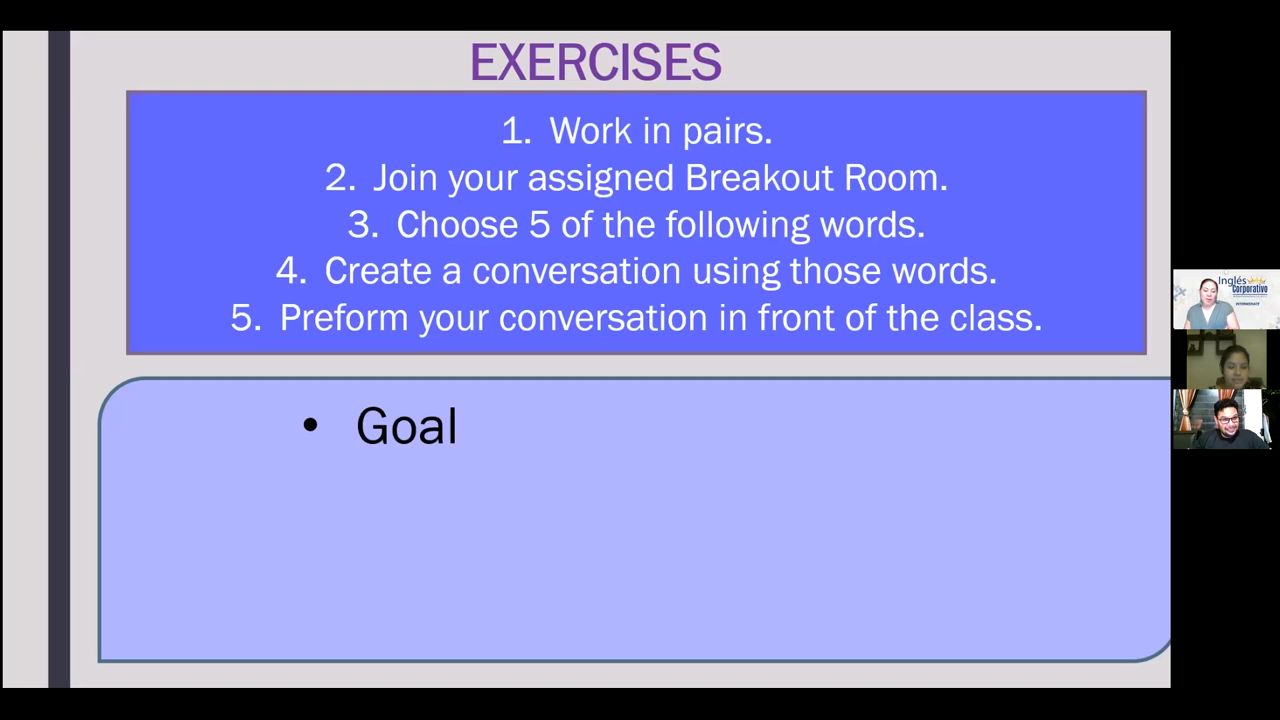 EXERCISES
1. Work in pairs.
2. Join your assigned Breakout Room.
3. Choose 5 of the following words.
4. Create a conversation using those words.
5. Preform your conversation in front of the class.
• Goal
Inglés
Corporativo
INTERMEDIATE